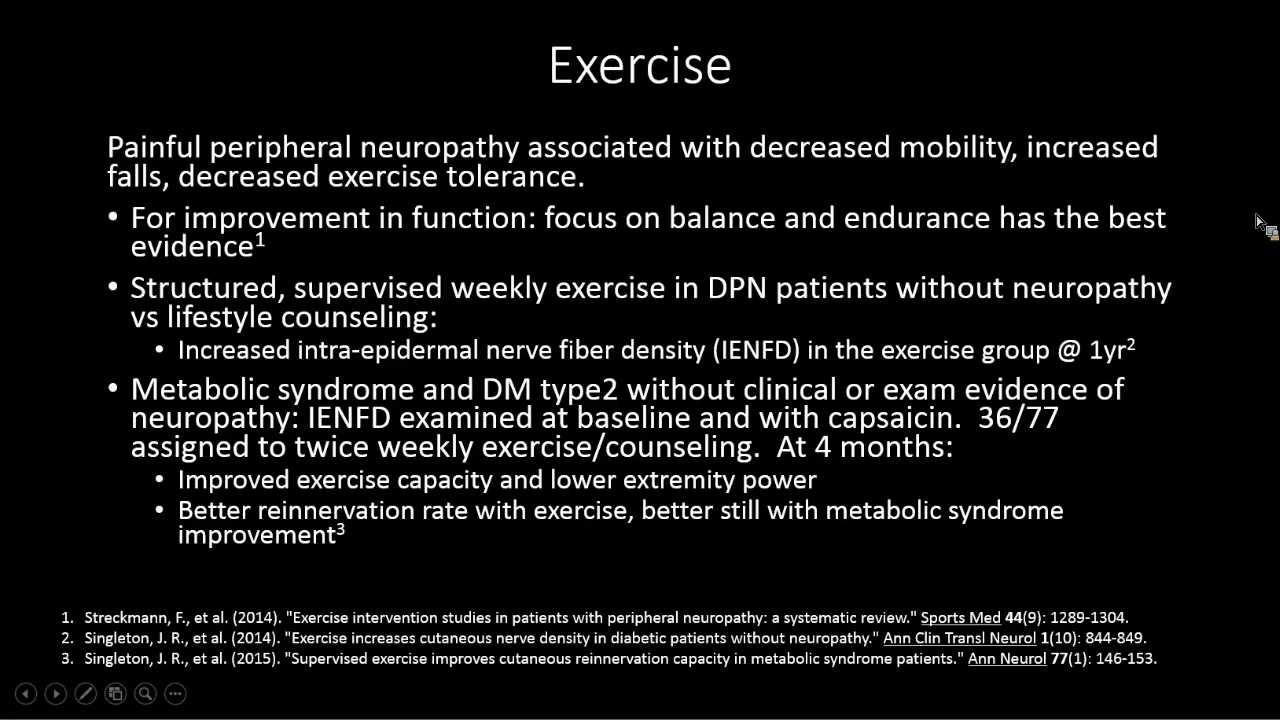 Exercise
Painful peripheral neuropathy associated with decreased mobility, increased
falls, decreased exercise tolerance.
• For improvement in function: focus on balance and endurance has the best
evidence1
• Structured, supervised weekly exercise in DPN patients without neuropathy
vs lifestyle counseling:
• Increased intra-epidermal nerve fiber density (IENFD) in the exercise group @ 1yr2
• Metabolic syndrome and DM type2 without clinical or exam evidence of
neuropathy: IENFD examined at baseline and with capsaicin.  36/77
assigned to twice weekly exercise/counseling.  At 4 months:
• Improved exercise capacity and lower extremity power
• Better reinnervation rate with exercise, better still with metabolic syndrome
improvement3
1. Streckmann, F., et al. (2014). "Exercise intervention studies in patients with peripheral neuropathy: a systematic review." Sports Med 44(9): 1289-1304.
2. Singleton, J. R., et al. (2014). "Exercise increases cutaneous nerve density in diabetic patients without neuropathy." Ann Clin Transl Neurol 1(10): 844-849.
3. Singleton, J. R., et al. (2015). "Supervised exercise improves cutaneous reinnervation capacity in metabolic syndrome patients." Ann Neurol 77(1): 146-153.